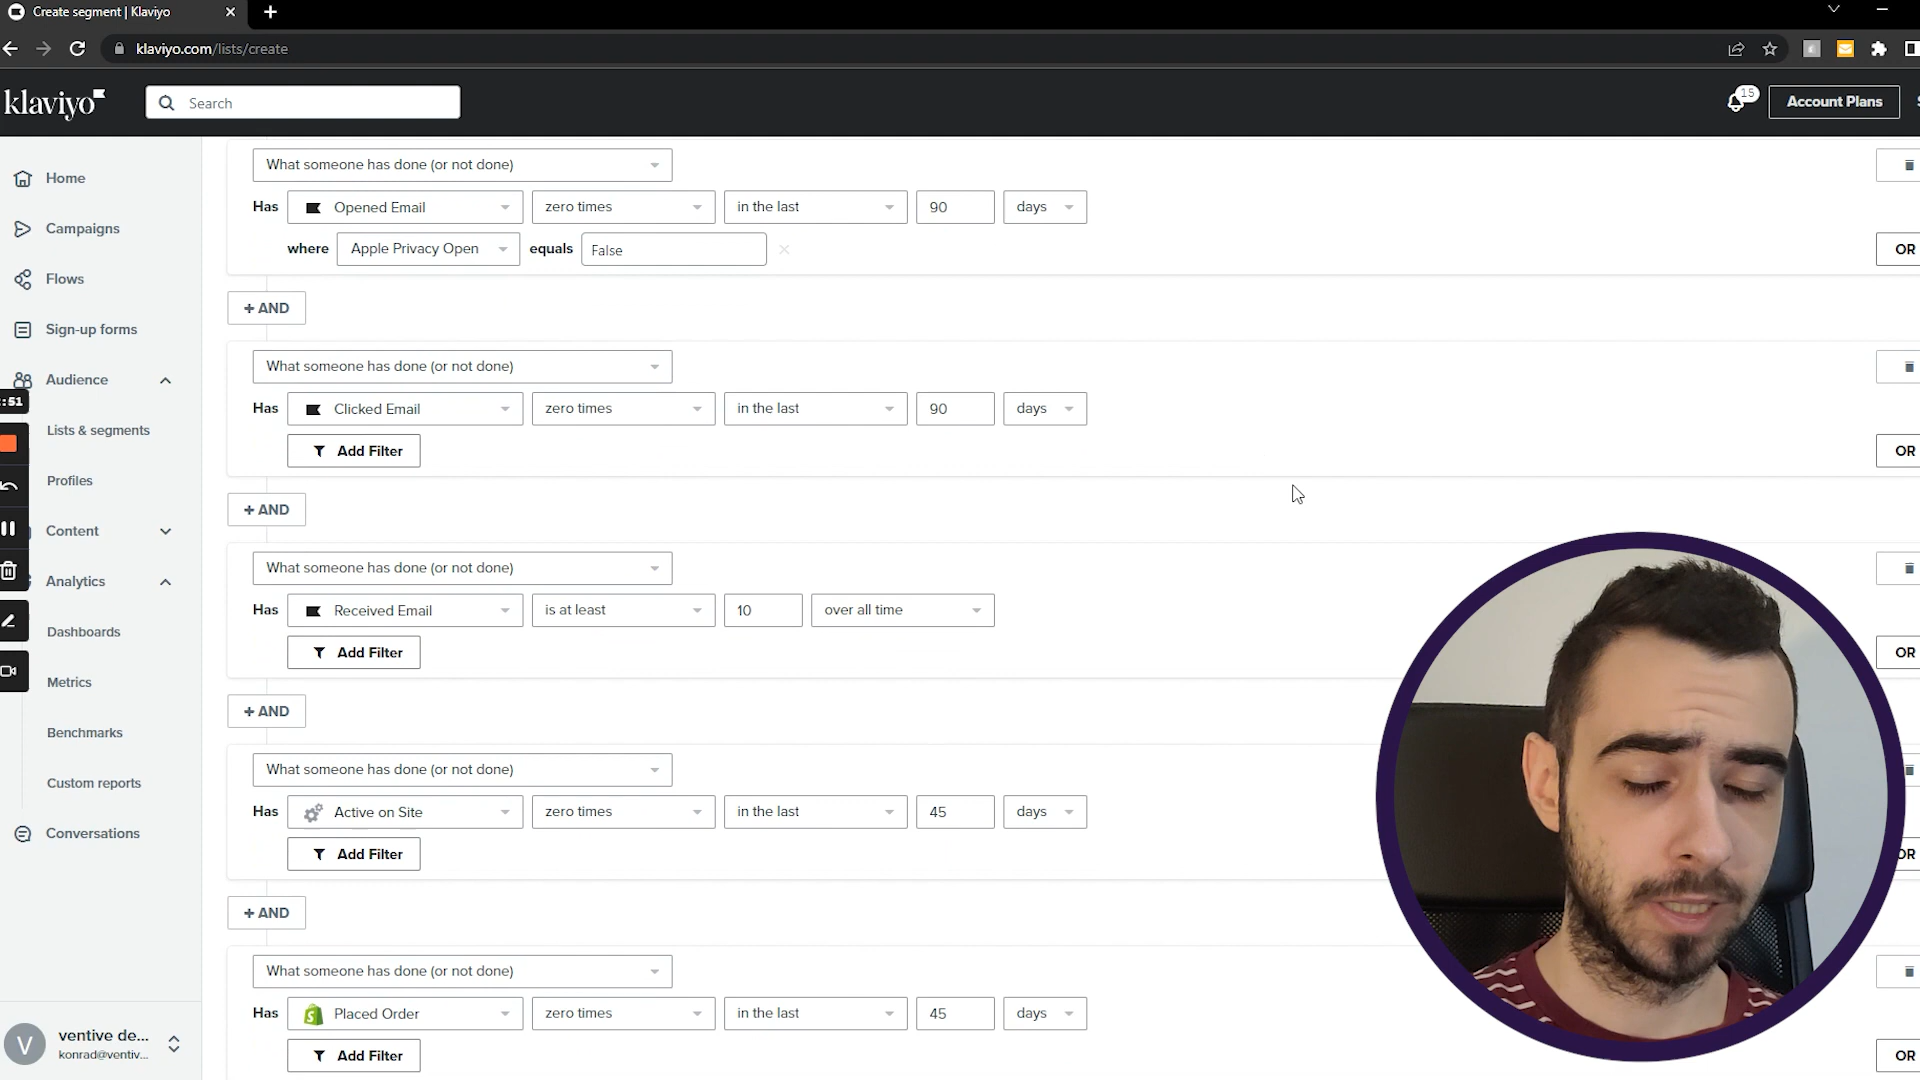 Create segment | Klaviyo
klaviyo.com/lists/create
klaviyo
Search
15
Account Plans
Home
Campaigns
Flows
Sign-up forms
Audience
:51
Lists & segments
Profiles
Content
Analytics
Dashboards
Metrics
Benchmarks
Custom reports
Conversations
V
ventive de...
konrad@ventiv...
What someone has done (or not done)
Has Opened Email zero times in the last 90 days
where Apple Privacy Open equals False
OR
+ AND
What someone has done (or not done)
Has Clicked Email zero times in the last 90 days
Add Filter
OR
+ AND
What someone has done (or not done)
Has Received Email is at least 10 over all time
Add Filter
OR
+ AND
What someone has done (or not done)
Has Active on Site zero times in the last 45 days
Add Filter
OR
+ AND
What someone has done (or not done)
Has Placed Order zero times in the last 45 days
Add Filter
OR